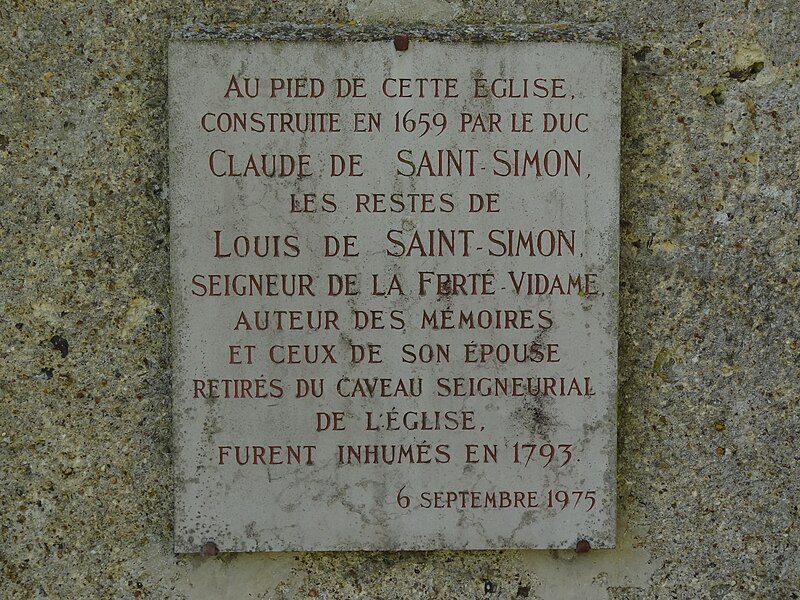 AU PIED DE CETTE ÉGLISE,
CONSTRUITE EN 1659 PAR LE DUC
CLAUDE DE SAINT-SIMON,
LES RESTES DE
LOUIS DE SAINT-SIMON,
SEIGNEUR DE LA FERTÉ-VIDAME,
AUTEUR DES MÉMOIRES
ET CEUX DE SON ÉPOUSE
RETIRÉS DU CAVEAU SEIGNEURIAL
DE L'ÉGLISE,
FURENT INHUMÉS EN 1793.
6 SEPTEMBRE 1975